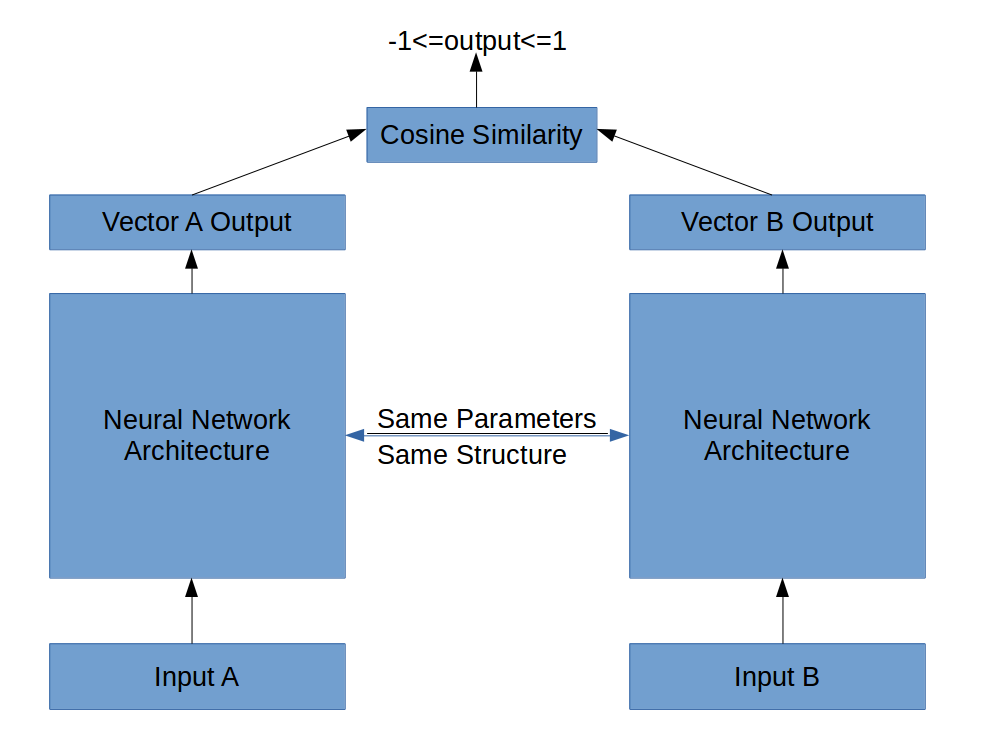 -1<=output<=1
Cosine Similarity
Vector A Output
Vector B Output
Neural Network
Architecture
Same Parameters
Same Structure
Neural Network
Architecture
Input A
Input B